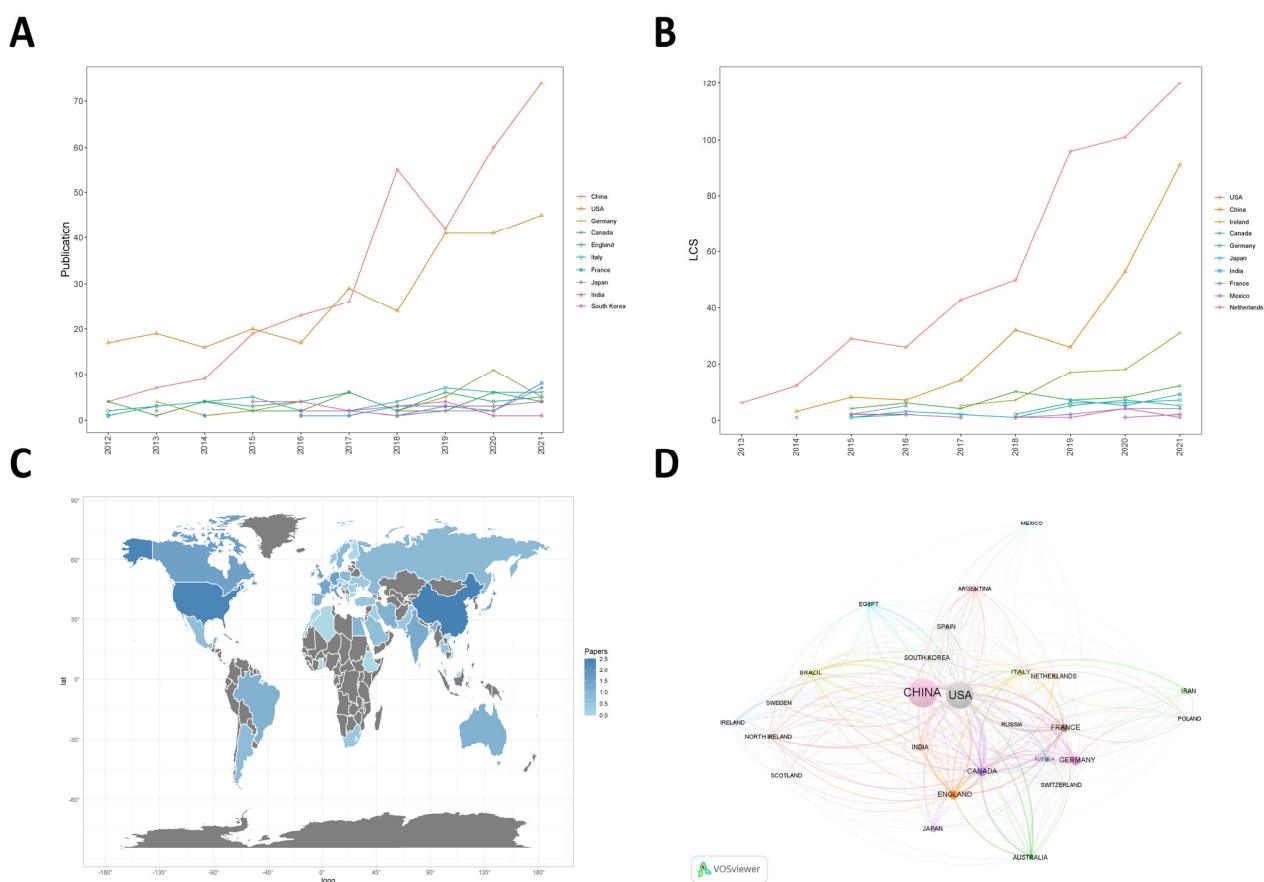 A
70
60
50
40
30
20
10
0
Publication
2012
2013
2014
2015
2016
2017
2018
2019
2020
2021
China
USA
Germany
Canada
England
Italy
France
Japan
India
South Korea
B
120
100
80
60
40
20
0
LCS
2013
2014
2015
2016
2017
2018
2019
2020
2021
USA
China
Ireland
Canada
Germany
Japan
India
France
Mexico
Netherlands
C
90°
60°
30°
0°
-30°
-60°
lat
-180°
-135°
-90°
-45°
0°
45°
90°
135°
180°
long
Papers
2.5
2.0
1.5
1.0
0.5
0.0
D
MEXICO
ARGENTINA
EGYPT
SPAIN
SOUTH KOREA
BRAZIL
ITALY
NETHERLANDS
CHINA
USA
IRAN
SWEDEN
IRELAND
RUSSIA
FRANCE
POLAND
NORTH IRELAND
INDIA
GERMANY
CANADA
SCOTLAND
SWITZERLAND
ENGLAND
JAPAN
AUSTRALIA
VOSviewer